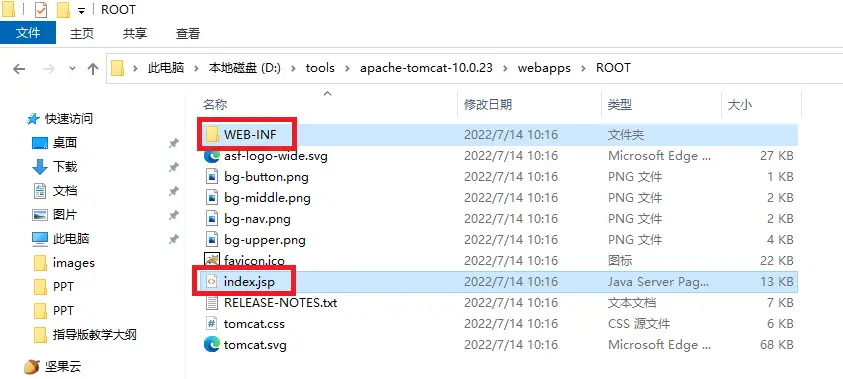 ROOT
文件 主页 共享 查看
此电脑 本地磁盘 (D:) tools apache-tomcat-10.0.23 webapps ROOT
名称 修改日期 类型 大小
快速访问
桌面
下载
文档
图片
此电脑
images
PPT
PPT
指导版教学大纲
坚果云
WEB-INF 2022/7/14 10:16 文件夹
asf-logo-wide.svg 2022/7/14 10:16 Microsoft Edge ... 27 KB
bg-button.png 2022/7/14 10:16 PNG 文件 1 KB
bg-middle.png 2022/7/14 10:16 PNG 文件 2 KB
bg-nav.png 2022/7/14 10:16 PNG 文件 2 KB
bg-upper.png 2022/7/14 10:16 PNG 文件 4 KB
favicon.ico 2022/7/14 10:16 图标 22 KB
index.jsp 2022/7/14 10:16 Java Server Pag... 13 KB
RELEASE-NOTES.txt 2022/7/14 10:16 文本文档 7 KB
tomcat.css 2022/7/14 10:16 CSS 源文件 6 KB
tomcat.svg 2022/7/14 10:16 Microsoft Edge ... 68 KB